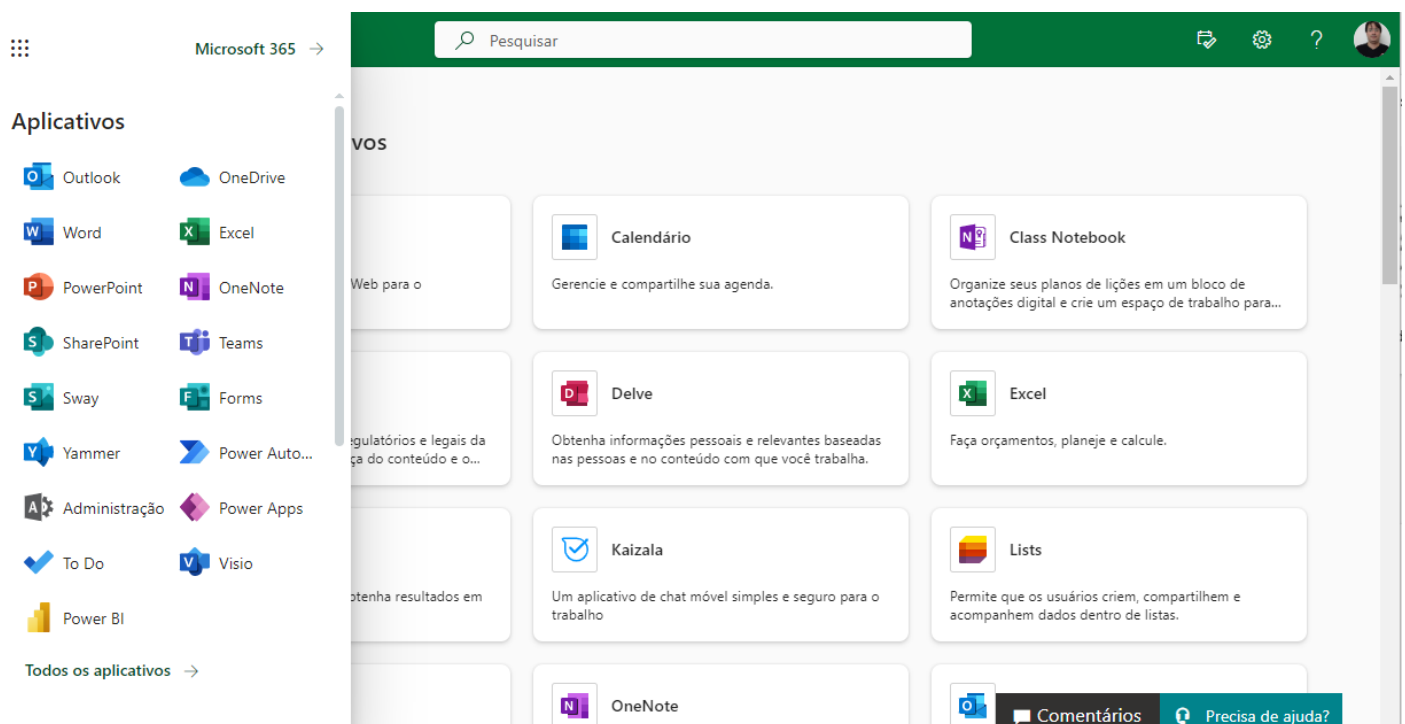 Microsoft 365 →
Pesquisar
?
Aplicativos
Outlook
OneDrive
Word
Excel
PowerPoint
OneNote
SharePoint
Teams
Sway
Forms
Yammer
Power Auto...
Administração
Power Apps
To Do
Visio
Power BI
Todos os aplicativos →
vos
Web para o
Calendário
Gerencie e compartilhe sua agenda.
Class Notebook
Organize seus planos de lições em um bloco de
anotações digital e crie um espaço de trabalho para...
egulatórios e legais da
ça do conteúdo e o...
Delve
Obtenha informações pessoais e relevantes baseadas
nas pessoas e no conteúdo com que você trabalha.
Excel
Faça orçamentos, planeje e calcule.
otenha resultados em
Kaizala
Um aplicativo de chat móvel simples e seguro para o
trabalho
Lists
Permite que os usuários criem, compartilhem e
acompanhem dados dentro de listas.
OneNote
Comentários
Precisa de ajuda?